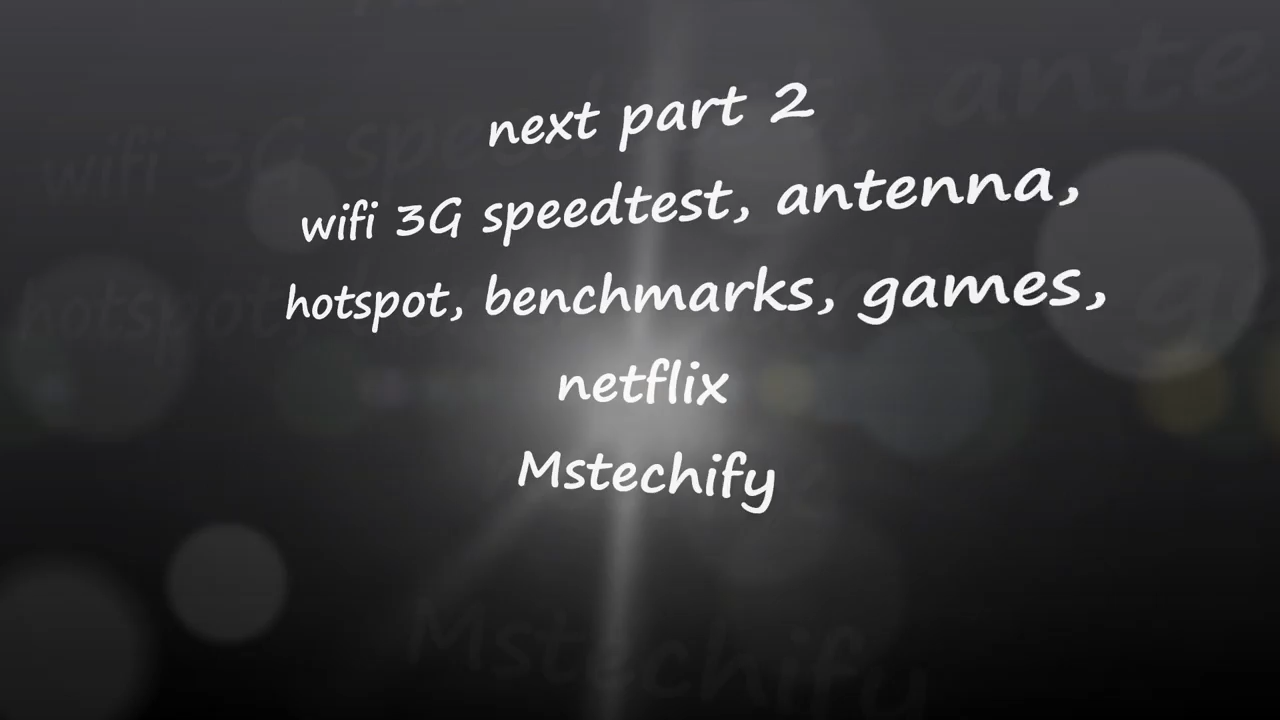 next part 2
wifi 3G speedtest, antenna,
hotspot, benchmarks, games,
netflix
Mstechify